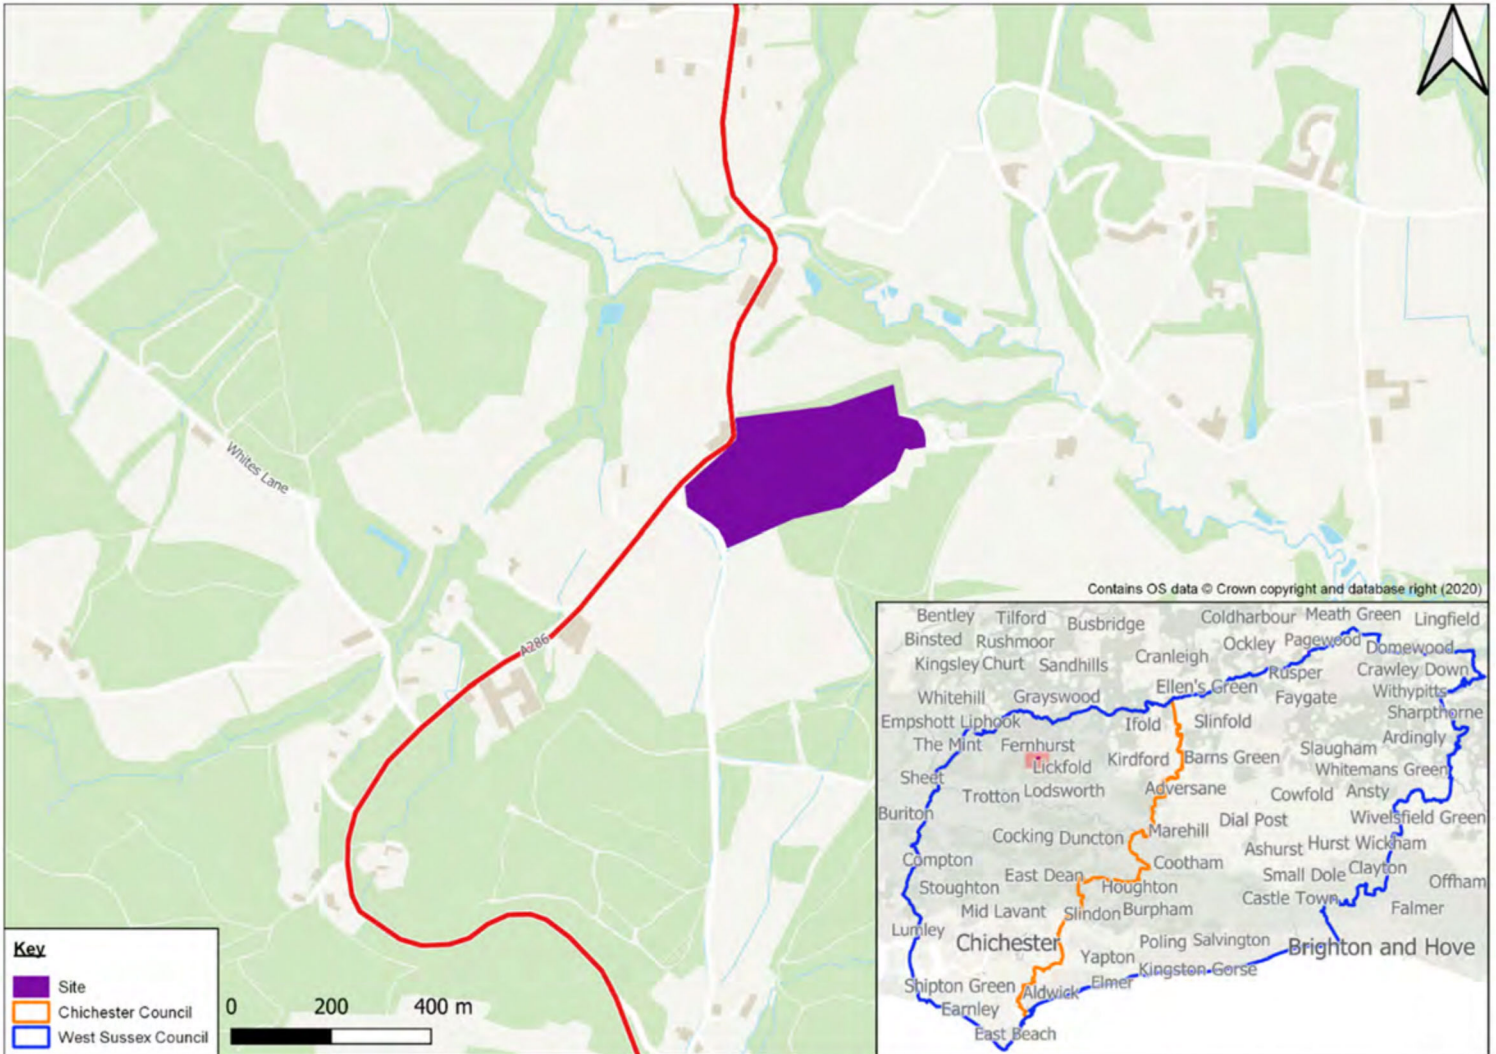 Whites Lane
A286
Contains OS data © Crown copyright and database right (2020)
Bentley Tilford Busbridge Coldharbour Meath Green Lingfield
Binsted Rushmoor Ockley Pagewood Domewood
Kingsley Churt Sandhills Cranleigh Rusper Crawley Down
Whitehill Grayswood Ellen's Green Faygate Withypitts
Empshott Liphook Ifold Slinfold Sharpthorne
The Mint Fernhurst Slaugham Ardingly
Lickfold Kirdford Barns Green Whitemans Green
Sheet Trotton Lodsworth Adversane Cowfold Ansty
Buriton Dial Post Wivelsfield Green
Cocking Duncton Marehill Ashurst Hurst Wickham
Compton East Dean Cootham Small Dole Clayton
Stoughton Houghton Castle Town Offham
Mid Lavant Slindon Burpham Falmer
Lumley Chichester Poling Salvington Brighton and Hove
Yapton Kingston Gorse
Shipton Green Aldwick Elmer
Earnley
East Beach
Key
Site
Chichester Council
West Sussex Council
0 200 400 m